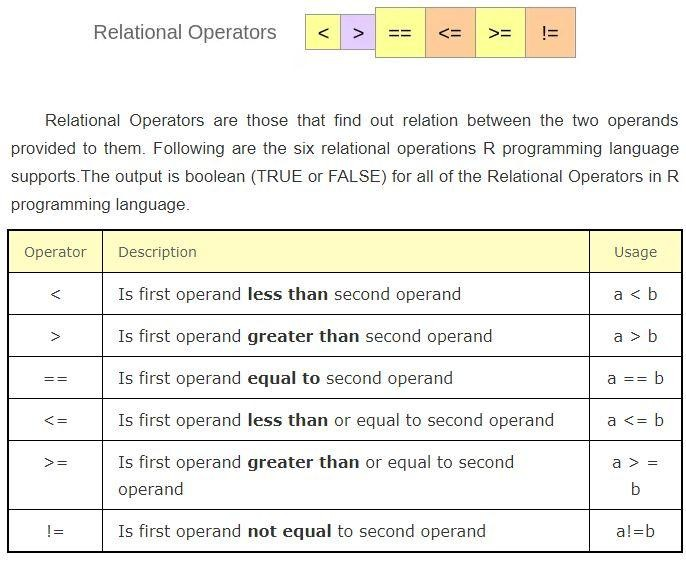 Relational Operators < > == <= >= !=
Relational Operators are those that find out relation between the two operands
provided to them. Following are the six relational operations R programming language
supports.The output is boolean (TRUE or FALSE) for all of the Relational Operators in R
programming language.
Operator Description Usage
< Is first operand less than second operand a < b
> Is first operand greater than second operand a > b
== Is first operand equal to second operand a == b
<= Is first operand less than or equal to second operand a <= b
>= Is first operand greater than or equal to second a > =
operand b
!= Is first operand not equal to second operand a!=b